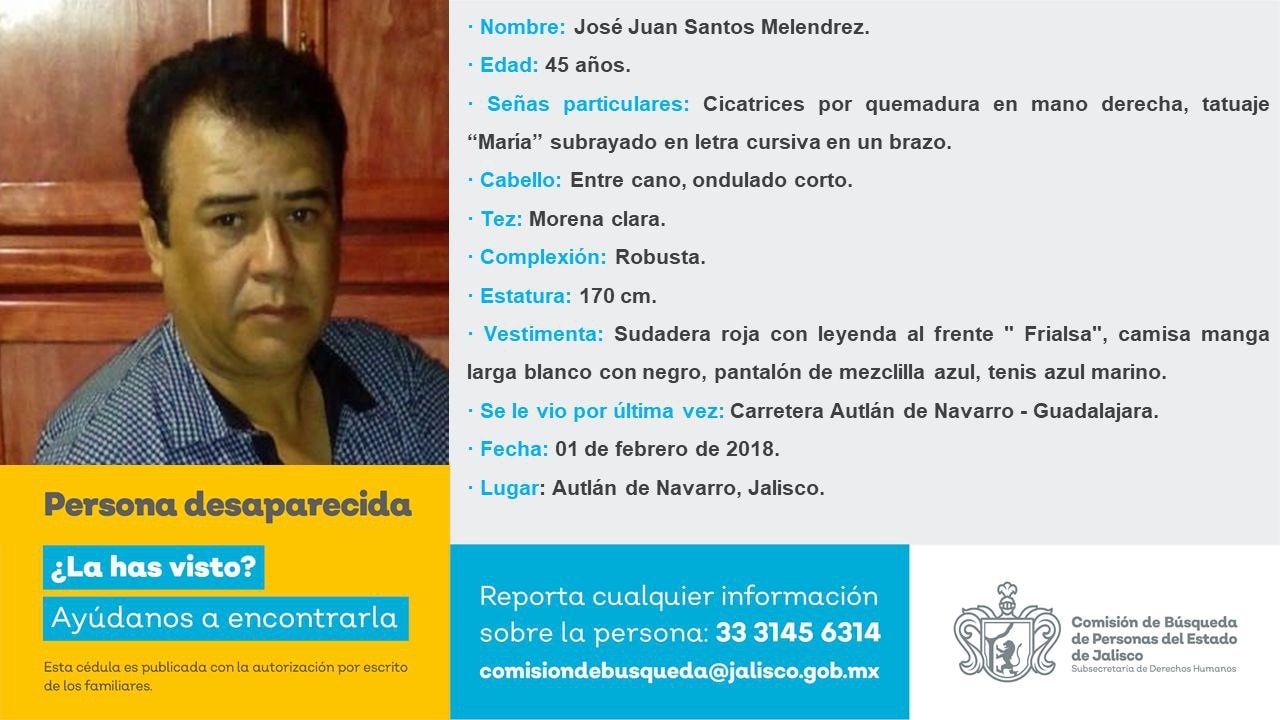 · Nombre: José Juan Santos Melendrez.
· Edad: 45 años.
· Señas particulares: Cicatrices por quemadura en mano derecha, tatuaje
“María” subrayado en letra cursiva en un brazo.
· Cabello: Entre cano, ondulado corto.
· Tez: Morena clara.
· Complexión: Robusta.
· Estatura: 170 cm.
· Vestimenta: Sudadera roja con leyenda al frente " Frialsa", camisa manga
larga blanco con negro, pantalón de mezclilla azul, tenis azul marino.
· Se le vio por última vez: Carretera Autlán de Navarro - Guadalajara.
· Fecha: 01 de febrero de 2018.
· Lugar: Autlán de Navarro, Jalisco.
Persona desaparecida
¿La has visto?
Ayúdanos a encontrarla
Esta cédula es publicada con la autorización por escrito
de los familiares.
Reporta cualquier información
sobre la persona: 33 3145 6314
comisiondebusqueda@jalisco.gob.mx
Comisión de Búsqueda
de Personas del Estado
de Jalisco
Subsecretaría de Derechos Humanos